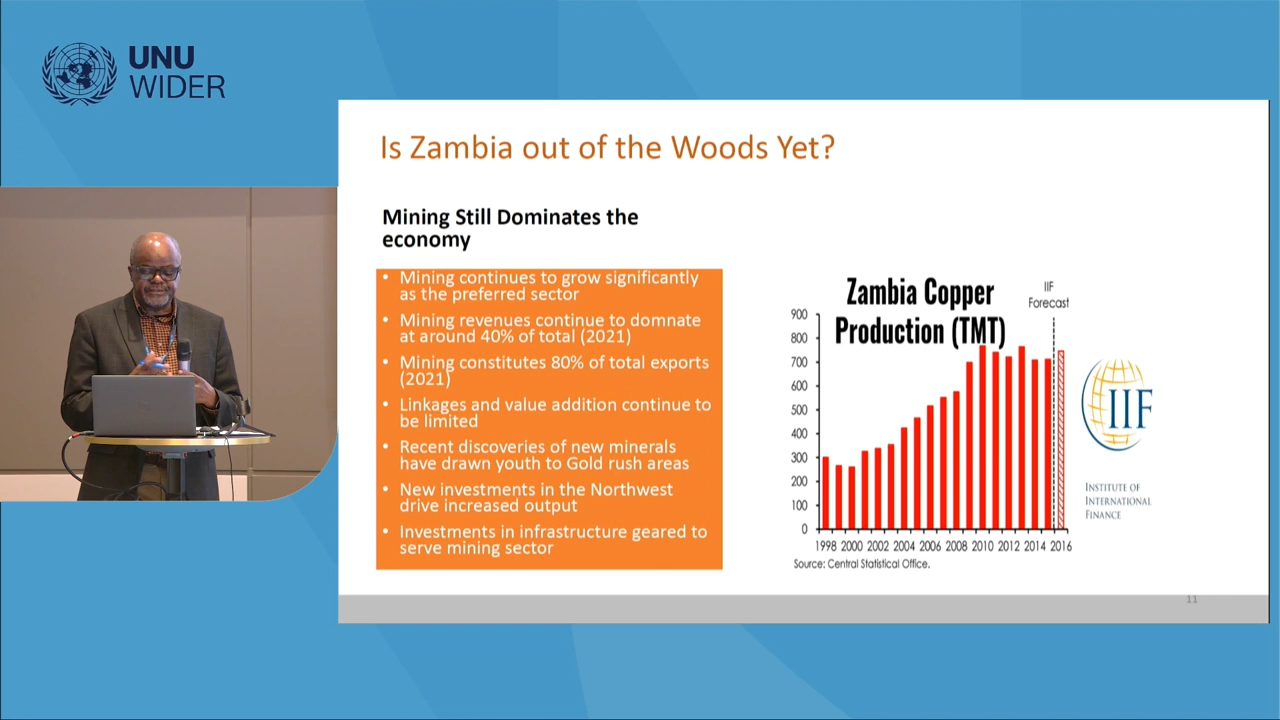 UNU
WIDER
Is Zambia out of the Woods Yet?
Mining Still Dominates the
economy
• Mining continues to grow significantly
as the preferred sector
• Mining revenues continue to domnate
at around 40% of total (2021)
• Mining constitutes 80% of total exports
(2021)
• Linkages and value addition continue to
be limited
• Recent discoveries of new minerals
have drawn youth to Gold rush areas
• New investments in the Northwest
drive increased output
• Investments in infrastructure geared to
serve mining sector
Zambia Copper
Production (TMT)
IIF
Forecast
900
800
700
600
500
400
300
200
100
0
1998 2000 2002 2004 2006 2008 2010 2012 2014 2016
Source: Central Statistical Office.
IIF
INSTITUTE OF
INTERNATIONAL
FINANCE
11